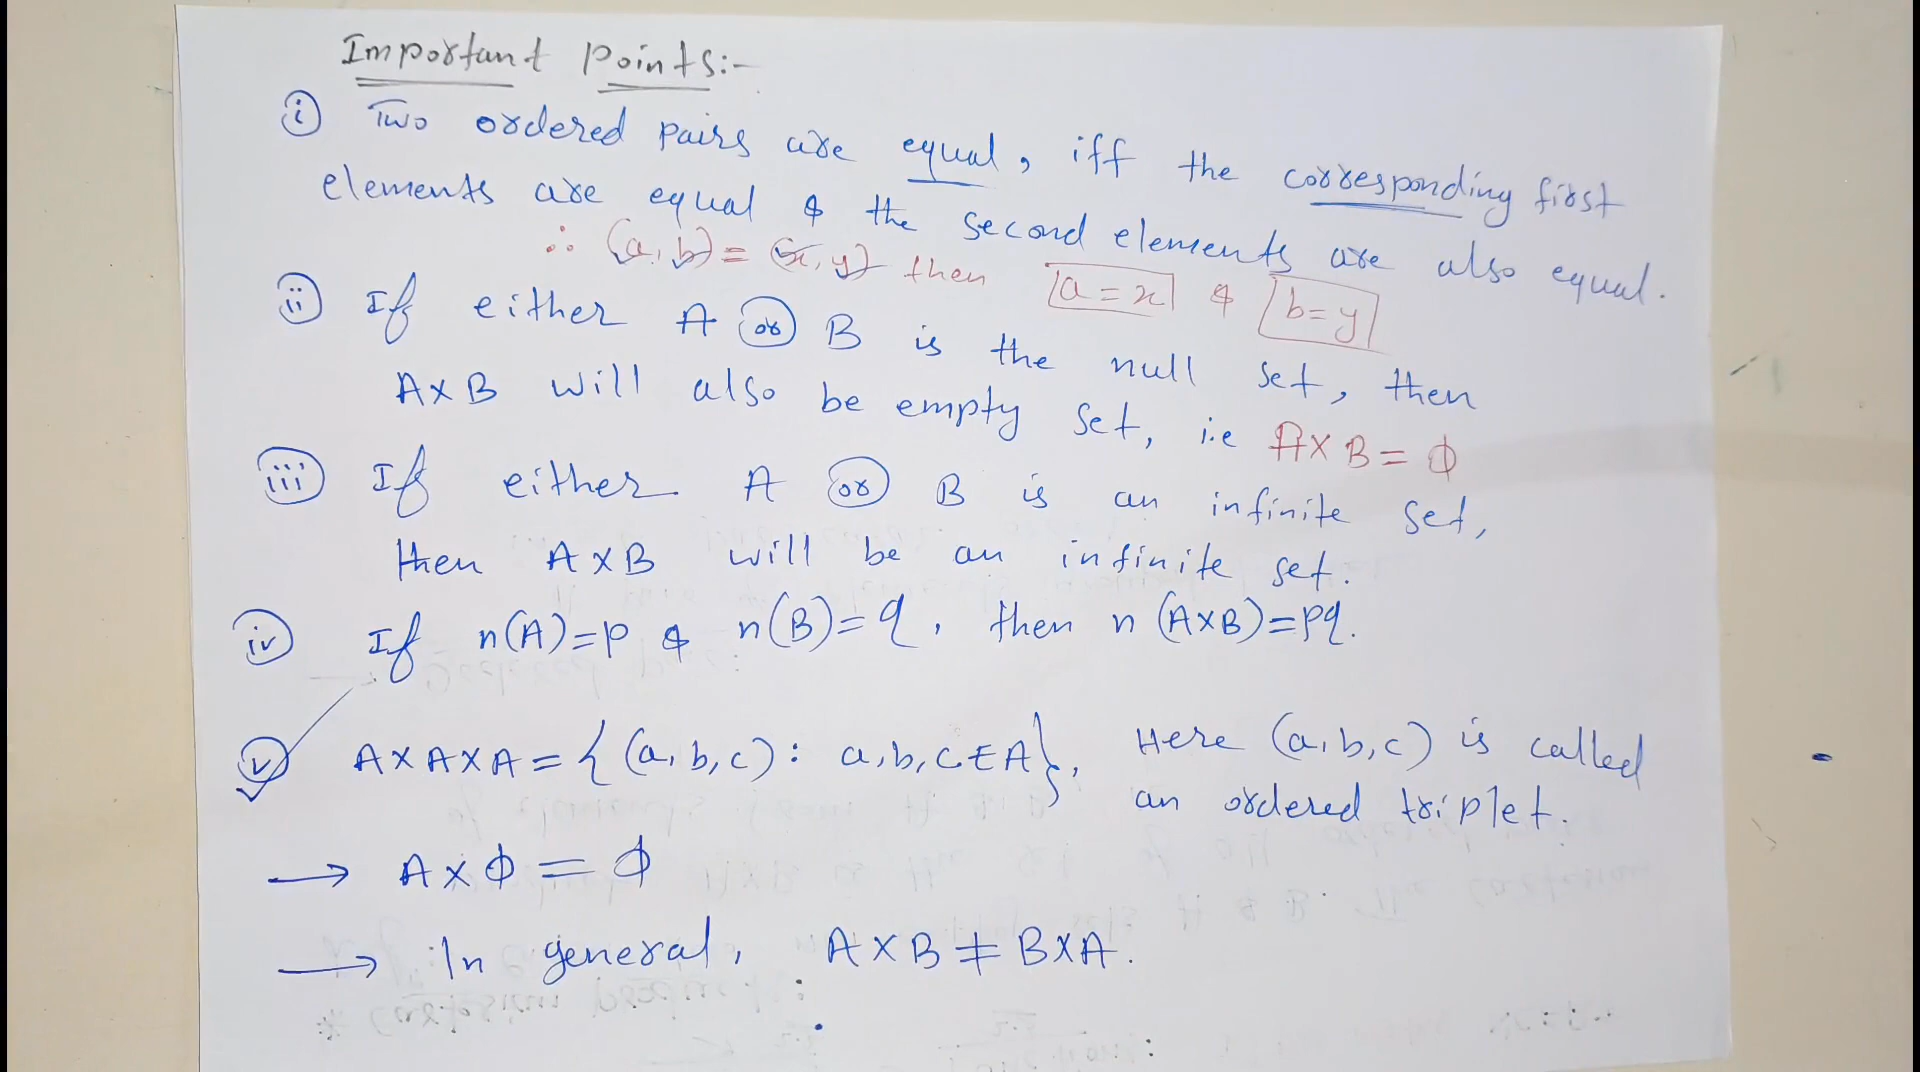 Important Points:-
(i) Two ordered pairs are equal, iff the corresponding first
elements are equal & the second elements are also equal.
∴ (a,b) = (x,y) then a=x & b=y
(ii) If either A or B is the null set, then
A×B will also be empty set, i.e A×B = ϕ
(iii) If either A or B is an infinite set,
then A×B will be an infinite set.
(iv) If n(A)=p & n(B)=q, then n(A×B)=pq.
(v) A×A×A = {(a,b,c): a,b,c∈A}, Here (a,b,c) is called
an ordered triplet.
→ A×ϕ = ϕ
→ In general, A×B ≠ B×A.